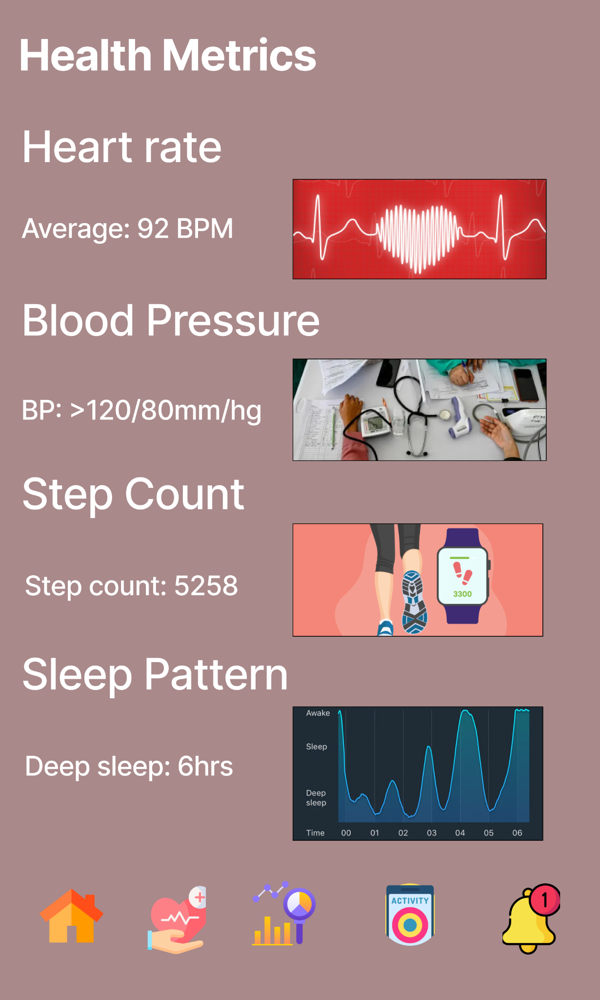 Health Metrics
Heart rate
Average: 92 BPM
Blood Pressure
BP: >120/80mm/hg
Step Count
Step count: 5258
3300
Sleep Pattern
Deep sleep: 6hrs
Awake
Sleep
Deep
sleep
Time 00 01 02 03 04 05 06
ACTIVITY
1